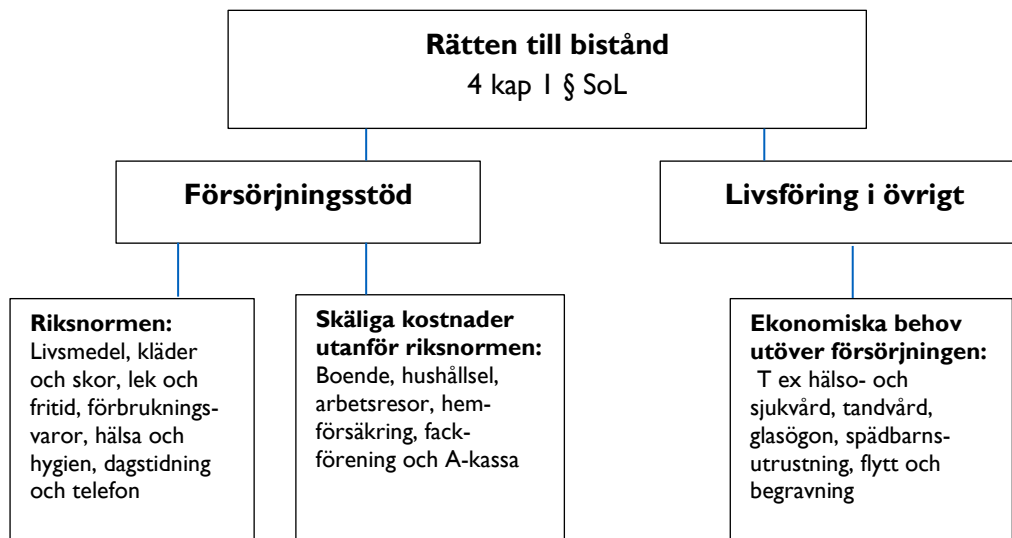 Rätten till bistånd
4 kap 1 § SoL
Försörjningsstöd
Livsföring i övrigt
Riksnormen:
Livsmedel, kläder
och skor, lek och
fritid, förbruknings-
varor, hälsa och
hygien, dagstidning
och telefon
Skäliga kostnader
utanför riksnormen:
Boende, hushållsel,
arbetsresor, hem-
försäkring, fack-
förening och A-kassa
Ekonomiska behov
utöver försörjningen:
T ex hälso- och
sjukvård, tandvård,
glasögon, spädbarns-
utrustning, flytt och
begravning